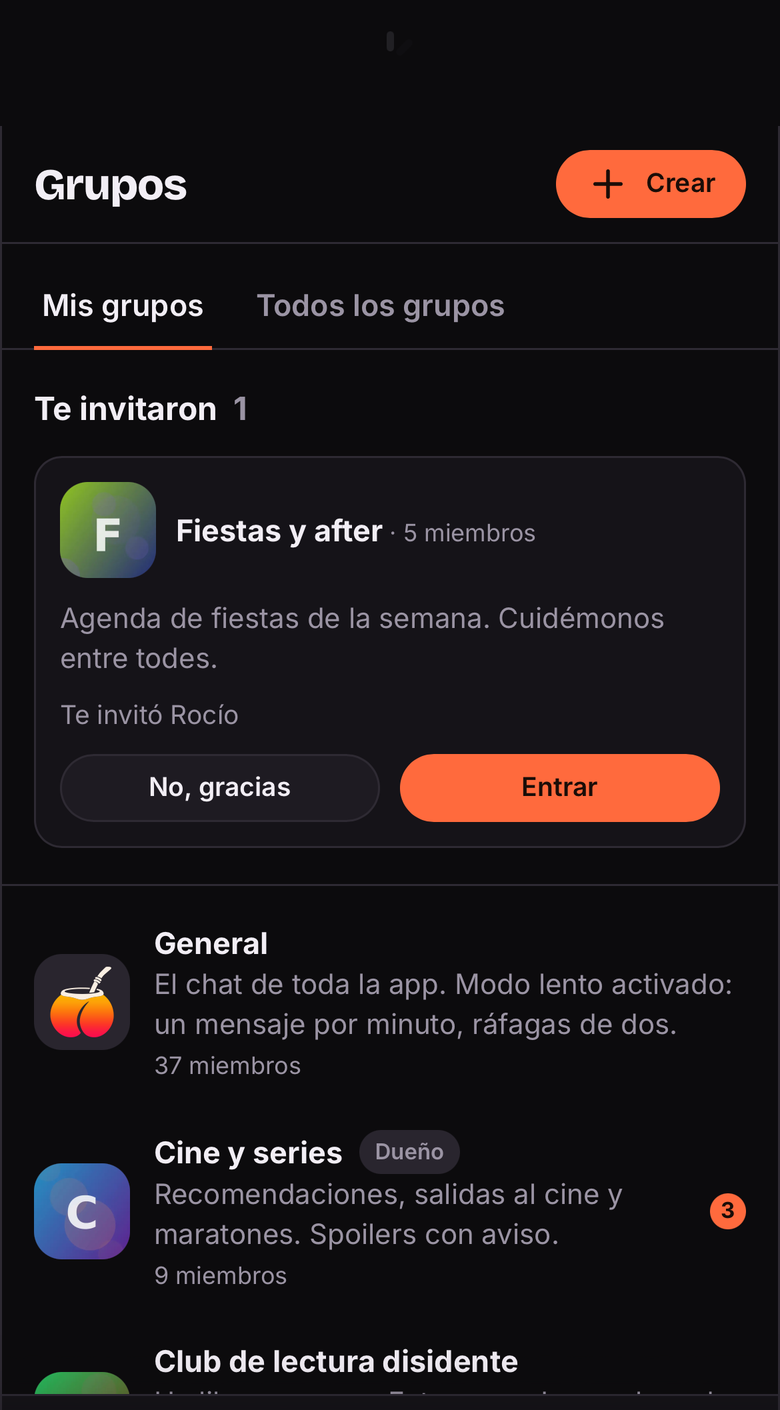 Grupos
Crear
Mis grupos
Todos los grupos
Te invitaron 1
F
Fiestas y after · 5 miembros
Agenda de fiestas de la semana. Cuidémonos
entre todes.
Te invitó Rocío
No, gracias
Entrar
General
El chat de toda la app. Modo lento activado:
un mensaje por minuto, ráfagas de dos.
37 miembros
C
Cine y series
Dueño
Recomendaciones, salidas al cine y
maratones. Spoilers con aviso.
3
9 miembros
Club de lectura disidente